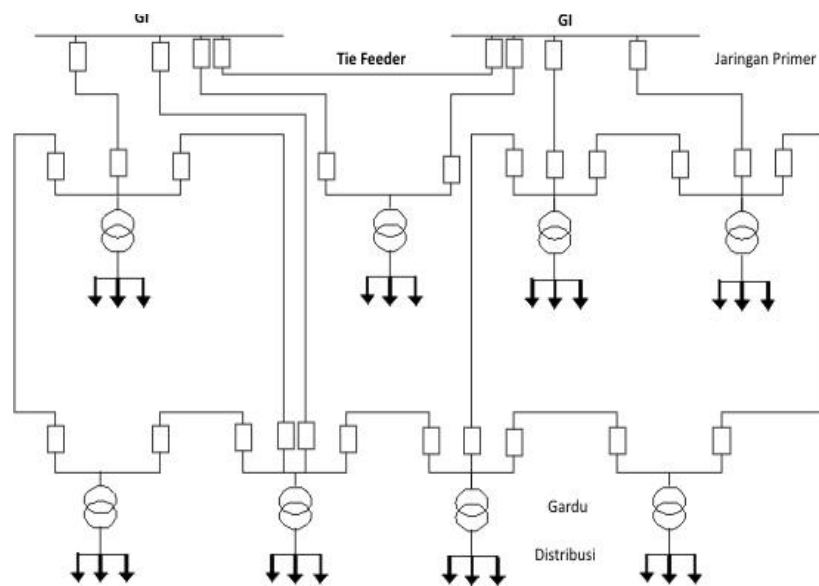 GI
GI
Tie Feeder
Jaringan Primer
Gardu
Distribusi